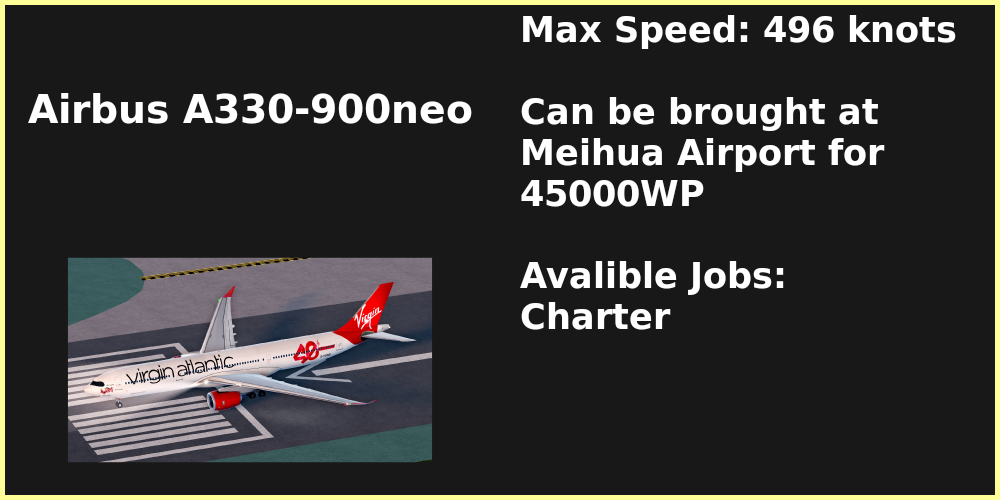 Max Speed: 496 knots
Airbus A330-900neo
Can be brought at
Meihua Airport for
45000WP
Avalible Jobs:
Charter
Virgin
virgin atlantic
40